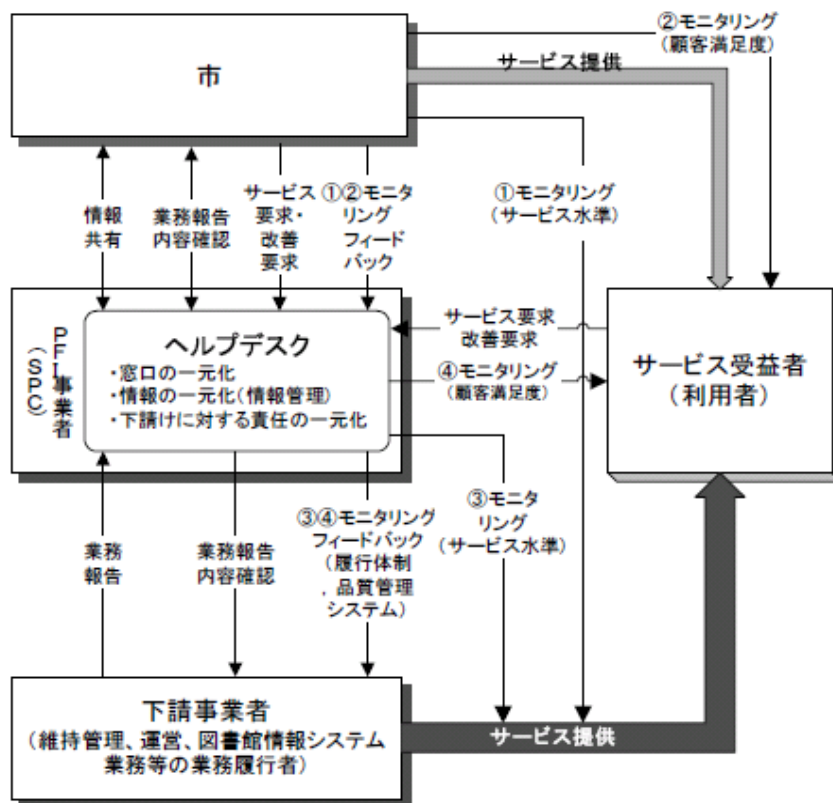 ②モニタリング
(顧客満足度)
サービス提供
市
情報
共有
業務報告
内容確認
サービス
要求・
改善
要求
①②モニタ
リング
フィード
バック
①モニタリング
(サービス水準)
PFI事業者
(SPC)
ヘルプデスク
・窓口の一元化
・情報の一元化(情報管理)
・下請けに対する責任の一元化
サービス要求
改善要求
④モニタリング
(顧客満足度)
サービス受益者
(利用者)
業務
報告
業務報告
内容確認
③④モニタリング
フィードバック
(履行体制
,品質管理
システム)
③モニタ
リング
(サービス水準)
下請事業者
(維持管理、運営、図書館情報システム
業務等の業務履行者)
サービス提供